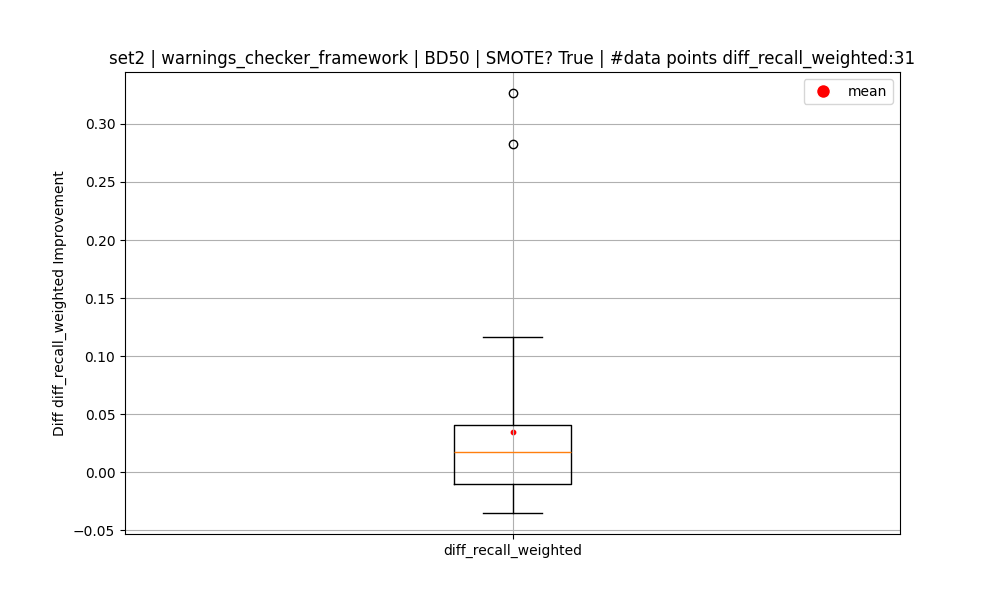 set2 | warnings_checker_framework | BD50 | SMOTE? True | #data points diff_recall_weighted:31
mean
Diff diff_recall_weighted Improvement
0.30
0.25
0.20
0.15
0.10
0.05
0.00
−0.05
diff_recall_weighted